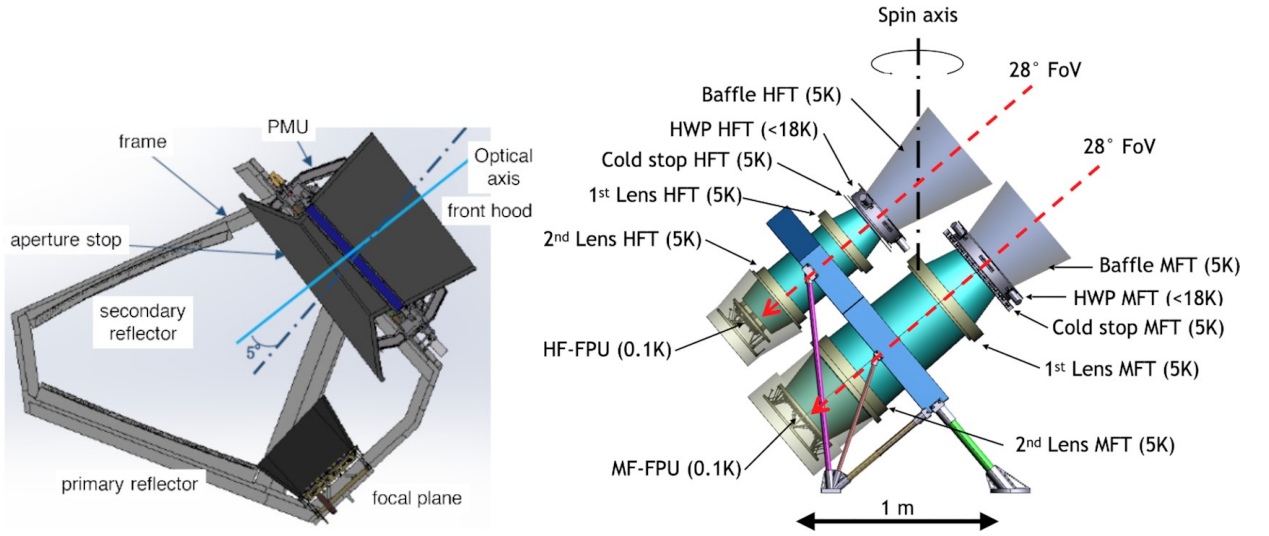 frame
PMU
Optical
axis
front hood
aperture stop
secondary
reflector
5°
primary reflector
focal plane
Spin axis
28° FoV
28° FoV
Baffle HFT (5K)
HWP HFT (<18K)
Cold stop HFT (5K)
1st Lens HFT (5K)
2nd Lens HFT (5K)
HF-FPU (0.1K)
MF-FPU (0.1K)
Baffle MFT (5K)
HWP MFT (<18K)
Cold stop MFT (5K)
1st Lens MFT (5K)
2nd Lens MFT (5K)
1 m